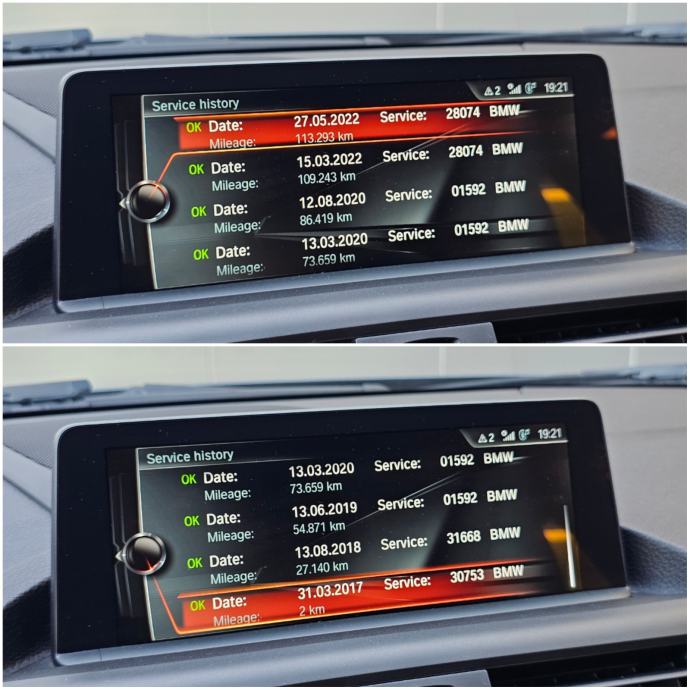 2 19:21
Service history
OK Date: 27.05.2022 Service: 28074 BMW
Mileage: 113.293 km
OK Date: 15.03.2022 Service: 28074 BMW
Mileage: 109.243 km
OK Date: 12.08.2020 Service: 01592 BMW
Mileage: 86.419 km
OK Date: 13.03.2020 Service: 01592 BMW
Mileage: 73.659 km
2 19:21
Service history
OK Date: 13.03.2020 Service: 01592 BMW
Mileage: 73.659 km
OK Date: 13.06.2019 Service: 01592 BMW
Mileage: 54.871 km
OK Date: 13.08.2018 Service: 31668 BMW
Mileage: 27.140 km
OK Date: 31.03.2017 Service: 30753 BMW
Mileage: 2 km